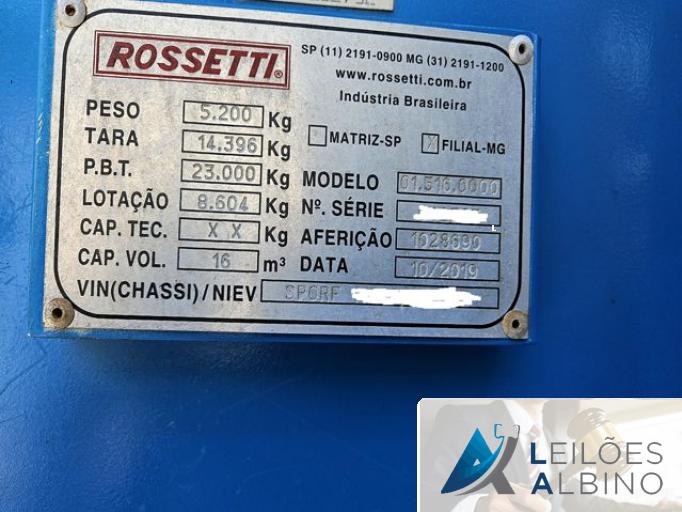 ROSSETTI®
SP (11) 2191-0900 MG (31) 2191-1200
www.rossetti.com.br
Indústria Brasileira
PESO 5.200 Kg
TARA 14.396 Kg
MATRIZ-SP X FILIAL-MG
P.B.T. 23.000 Kg
MODELO 01.516.0000
LOTAÇÃO 8.604 Kg
Nº. SÉRIE
CAP. TEC. X X Kg
AFERIÇÃO
CAP. VOL. 16 m³
DATA 10/2019
VIN(CHASSI)/NIEV
LEILÕES
ALBINO